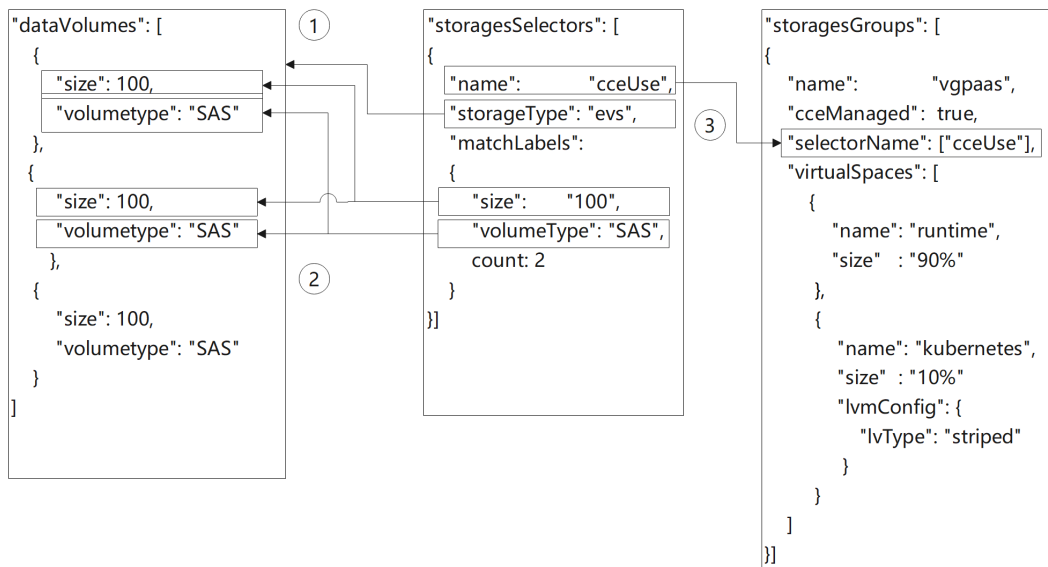 "dataVolumes": [
{
"size": 100,
"volumetype": "SAS"
},
{
"size": 100,
"volumetype": "SAS"
},
{
"size": 100,
"volumetype": "SAS"
}
]
1
2
"storagesSelectors": [
{
"name": "cceUse",
"storageType": "evs",
"matchLabels":
{
"size": "100",
"volumeType": "SAS",
count: 2
}
}]
3
"storagesGroups": [
{
"name": "vgpaas",
"cceManaged": true,
"selectorName": ["cceUse"],
"virtualSpaces": [
{
"name": "runtime",
"size" : "90%"
},
{
"name": "kubernetes",
"size" : "10%"
"lvmConfig": {
"lvType": "striped"
}
}
]
}]